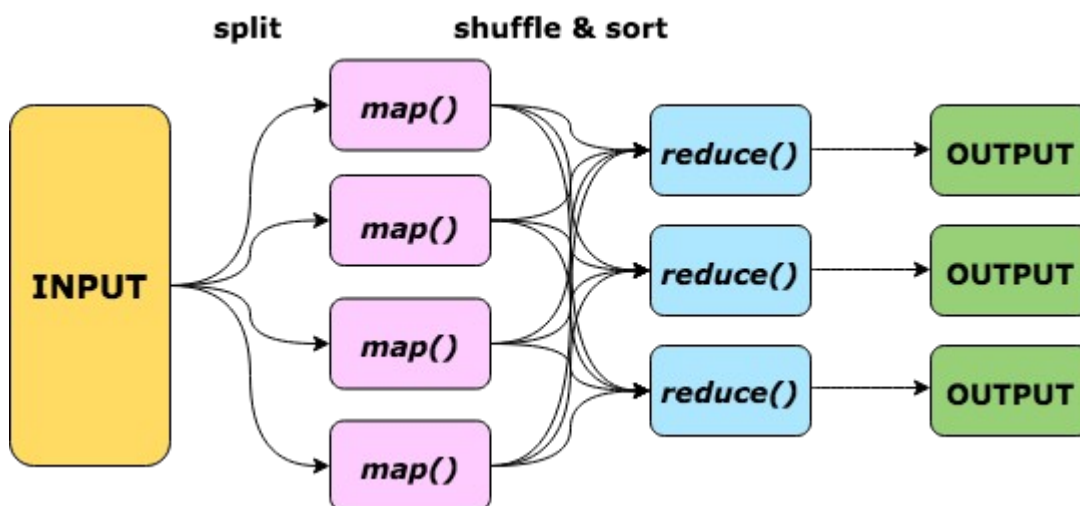 split
shuffle & sort
INPUT
map()
map()
map()
map()
reduce()
reduce()
reduce()
OUTPUT
OUTPUT
OUTPUT